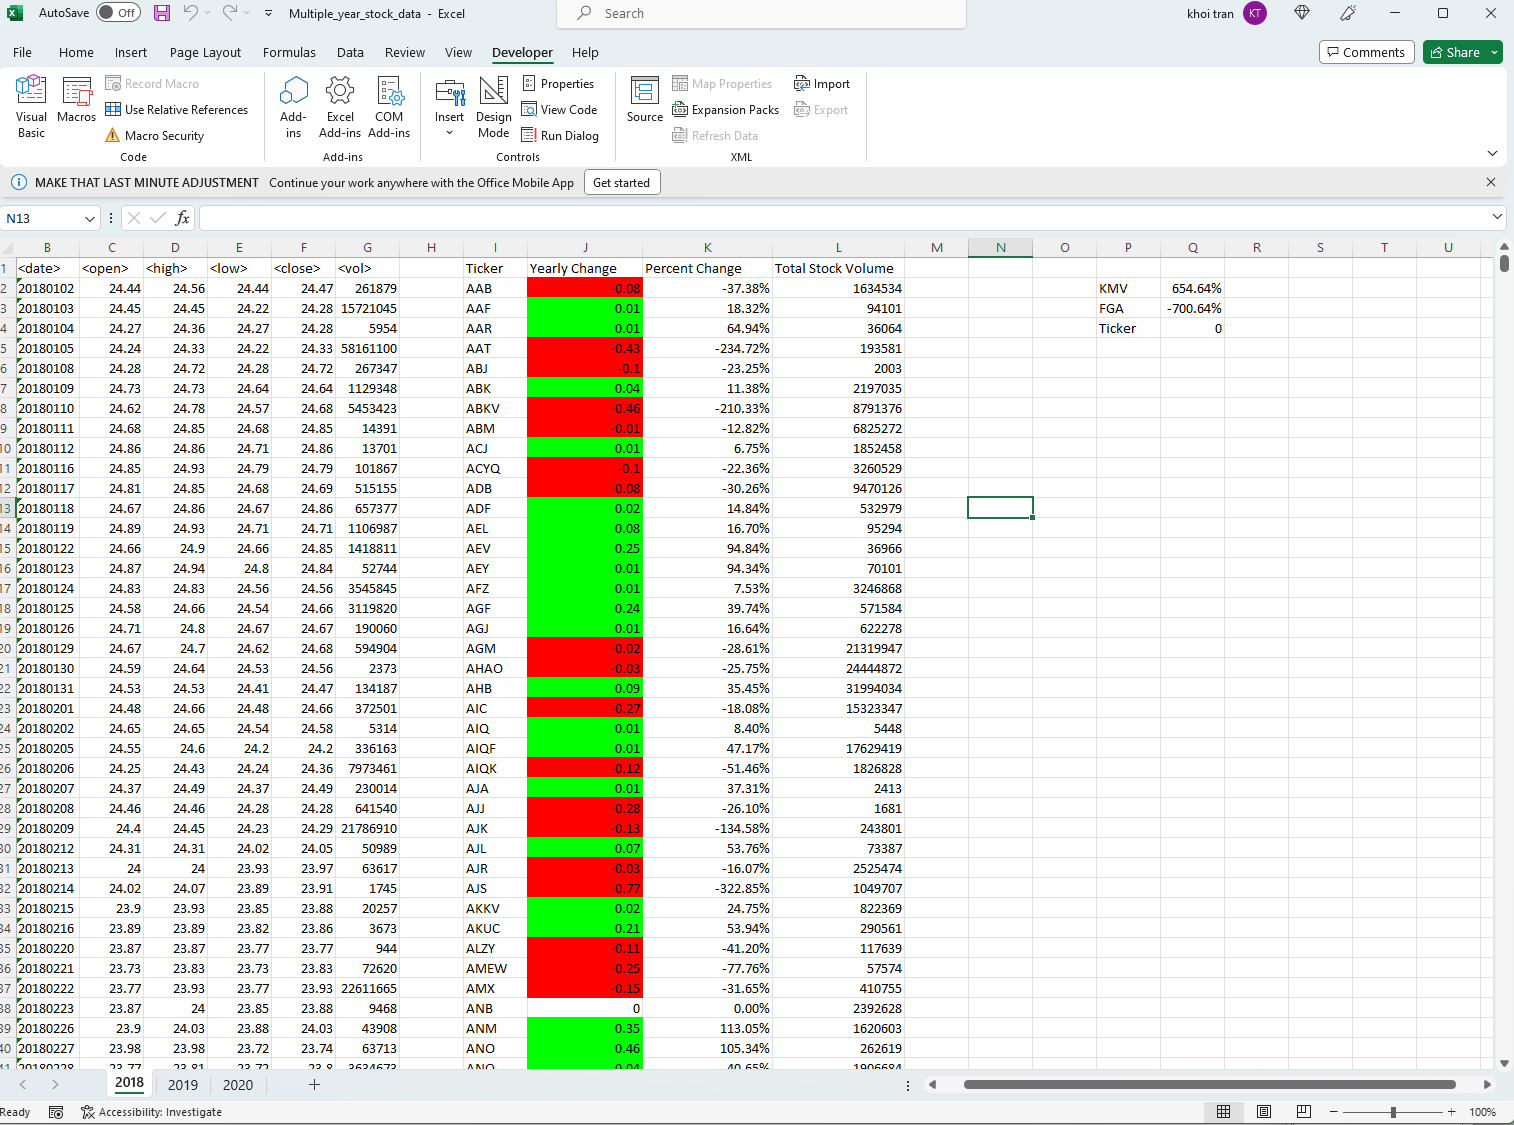 AutoSave Off Multiple_year_stock_data - Excel Search khoi tran KT
File Home Insert Page Layout Formulas Data Review View Developer Help Comments Share
Visual Basic Macros Record Macro Use Relative References Macro Security Code
Add-ins Excel Add-ins COM Add-ins Add-ins
Insert Design Mode Properties View Code Run Dialog Controls
Source Map Properties Expansion Packs Refresh Data Import Export XML
MAKE THAT LAST MINUTE ADJUSTMENT Continue your work anywhere with the Office Mobile App Get started
N13 fx
B C D E F G H I J K L M N O P Q R S T U
1 <date> <open> <high> <low> <close> <vol> Ticker Yearly Change Percent Change Total Stock Volume
2 20180102 24.44 24.56 24.44 24.47 261879 AAB -0.08 -37.38% 1634534 KMV 654.64%
3 20180103 24.45 24.45 24.22 24.28 15721045 AAF 0.01 18.32% 94101 FGA -700.64%
4 20180104 24.27 24.36 24.27 24.28 5954 AAR 0.01 64.94% 36064 Ticker 0
5 20180105 24.24 24.33 24.22 24.33 58161100 AAT -0.43 -234.72% 193581
6 20180108 24.28 24.72 24.28 24.72 267347 ABJ -0.1 -23.25% 2003
7 20180109 24.73 24.73 24.64 24.64 1129348 ABK 0.04 11.38% 2197035
8 20180110 24.62 24.78 24.57 24.68 5453423 ABKV -0.46 -210.33% 8791376
9 20180111 24.68 24.85 24.68 24.85 14391 ABM -0.01 -12.82% 6825272
10 20180112 24.86 24.86 24.71 24.86 13701 ACJ 0.01 6.75% 1852458
11 20180116 24.85 24.93 24.79 24.79 101867 ACYQ -0.1 -22.36% 3260529
12 20180117 24.81 24.85 24.68 24.69 515155 ADB -0.08 -30.26% 9470126
13 20180118 24.67 24.86 24.67 24.86 657377 ADF 0.02 14.84% 532979
14 20180119 24.89 24.93 24.71 24.71 1106987 AEL 0.08 16.70% 95294
15 20180122 24.66 24.9 24.66 24.85 1418811 AEV 0.25 94.84% 36966
16 20180123 24.87 24.94 24.8 24.84 52744 AEY 0.01 94.34% 70101
17 20180124 24.83 24.83 24.56 24.56 3545845 AFZ 0.01 7.53% 3246868
18 20180125 24.58 24.66 24.54 24.66 3119820 AGF 0.24 39.74% 571584
19 20180126 24.71 24.8 24.67 24.67 190060 AGJ 0.01 16.64% 622278
20 20180129 24.67 24.7 24.62 24.68 594904 AGM -0.02 -28.61% 21319947
21 20180130 24.59 24.64 24.53 24.56 2373 AHAO -0.03 -25.75% 24444872
22 20180131 24.53 24.53 24.41 24.47 134187 AHB 0.09 35.45% 31994034
23 20180201 24.48 24.66 24.48 24.66 372501 AIC -0.27 -18.08% 15323347
24 20180202 24.65 24.65 24.54 24.58 5314 AIQ 0.01 8.40% 5448
25 20180205 24.55 24.6 24.2 24.2 336163 AIQF 0.01 47.17% 17629419
26 20180206 24.25 24.43 24.24 24.36 7973461 AIQK -0.12 -51.46% 1826828
27 20180207 24.37 24.49 24.37 24.49 230014 AJA 0.01 37.31% 2413
28 20180208 24.46 24.46 24.28 24.28 641540 AJJ -0.28 -26.10% 1681
29 20180209 24.4 24.45 24.23 24.29 21786910 AJK -0.13 -134.58% 243801
30 20180212 24.31 24.31 24.02 24.05 50989 AJL 0.07 53.76% 73387
31 20180213 24 24 23.93 23.97 63617 AJR -0.03 -16.07% 2525474
32 20180214 24.02 24.07 23.89 23.91 1745 AJS -0.77 -322.85% 1049707
33 20180215 23.9 23.93 23.85 23.88 20257 AKKV 0.02 24.75% 822369
34 20180216 23.89 23.89 23.82 23.86 3673 AKUC 0.21 53.94% 290561
35 20180220 23.87 23.87 23.77 23.77 944 ALZY -0.11 -41.20% 117639
36 20180221 23.73 23.83 23.73 23.83 72620 AMEW -0.25 -77.76% 57574
37 20180222 23.77 23.93 23.77 23.93 22611665 AMX -0.15 -31.65% 410755
38 20180223 23.87 24 23.85 23.88 9468 ANB 0 0.00% 2392628
39 20180226 23.9 24.03 23.88 24.03 43908 ANM 0.35 113.05% 1620603
40 20180227 23.98 23.98 23.72 23.74 63713 ANO 0.46 105.34% 262619
2018 2019 2020
Ready Accessibility: Investigate 100%